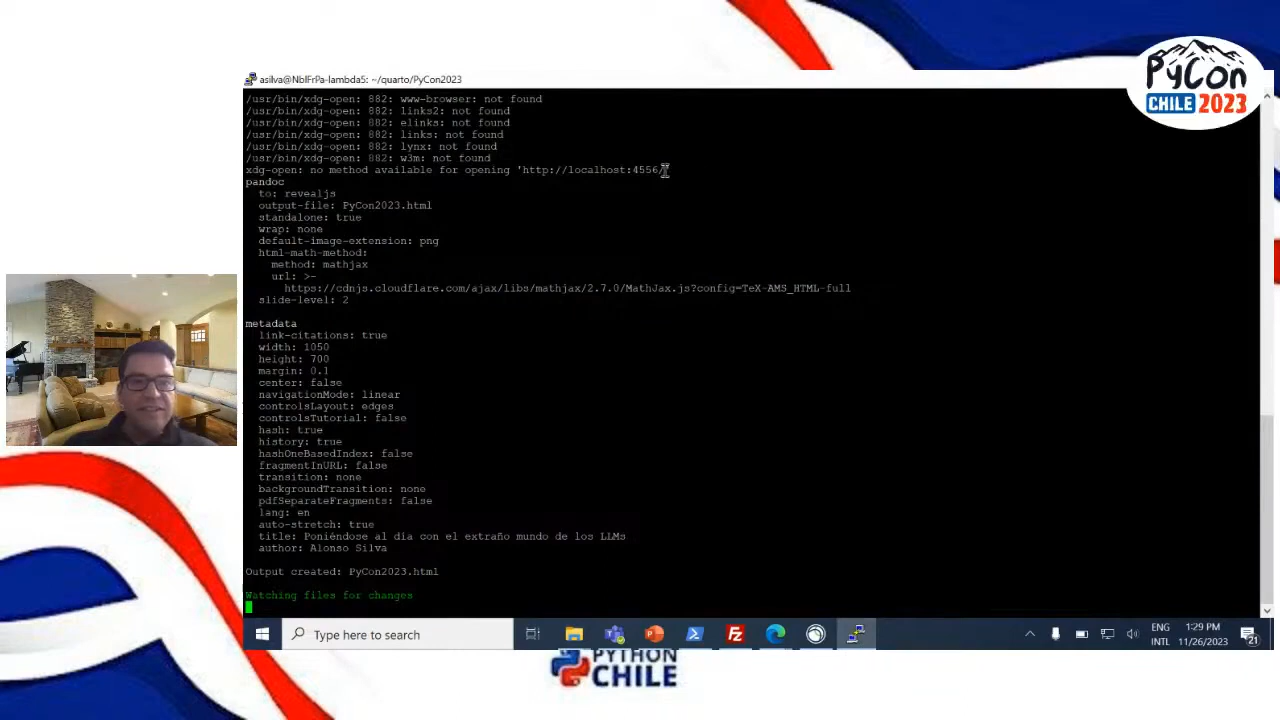 PyCon
CHILE 2023
asilva@NblFrPa-lambda5: ~/quarto/PyCon2023
/usr/bin/xdg-open: 882: www-browser: not found
/usr/bin/xdg-open: 882: links2: not found
/usr/bin/xdg-open: 882: elinks: not found
/usr/bin/xdg-open: 882: links: not found
/usr/bin/xdg-open: 882: lynx: not found
/usr/bin/xdg-open: 882: w3m: not found
xdg-open: no method available for opening 'http://localhost:4556/
pandoc
to: revealjs
output-file: PyCon2023.html
standalone: true
wrap: none
default-image-extension: png
html-math-method:
method: mathjax
url: >-
https://cdnjs.cloudflare.com/ajax/libs/mathjax/2.7.0/MathJax.js?config=TeX-AMS_HTML-full
slide-level: 2
metadata
link-citations: true
width: 1050
height: 700
margin: 0.1
center: false
navigationMode: linear
controlsLayout: edges
controlsTutorial: false
hash: true
history: true
hashOneBasedIndex: false
fragmentInURL: false
transition: none
backgroundTransition: none
pdfSeparateFragments: false
lang: en
auto-stretch: true
title: Poniéndose al día con el extraño mundo de los LLMs
author: Alonso Silva
Output created: PyCon2023.html
Watching files for changes
Type here to search
ENG
INTL
1:29 PM
11/26/2023
21
PYTHON
CHILE